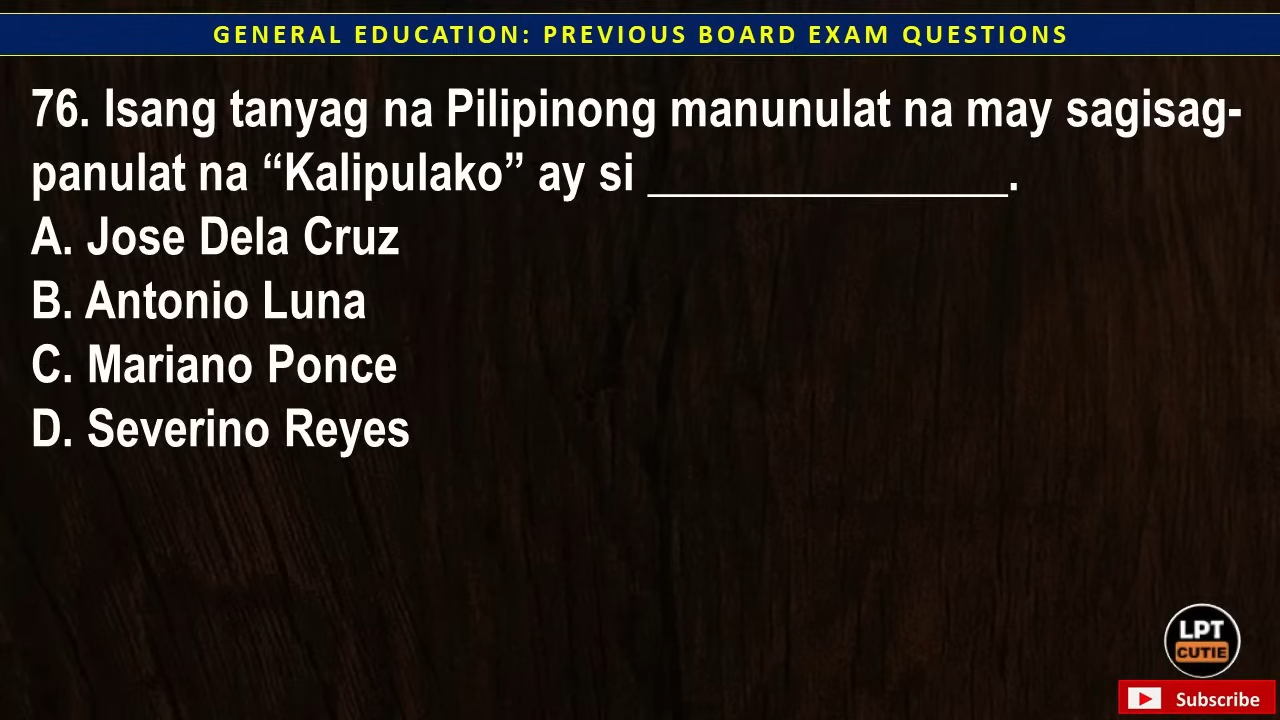 GENERAL EDUCATION: PREVIOUS BOARD EXAM QUESTIONS
76. Isang tanyag na Pilipinong manunulat na may sagisag-
panulat na “Kalipulako” ay si _______________.
A. Jose Dela Cruz
B. Antonio Luna
C. Mariano Ponce
D. Severino Reyes
LPT
CUTIE
Subscribe